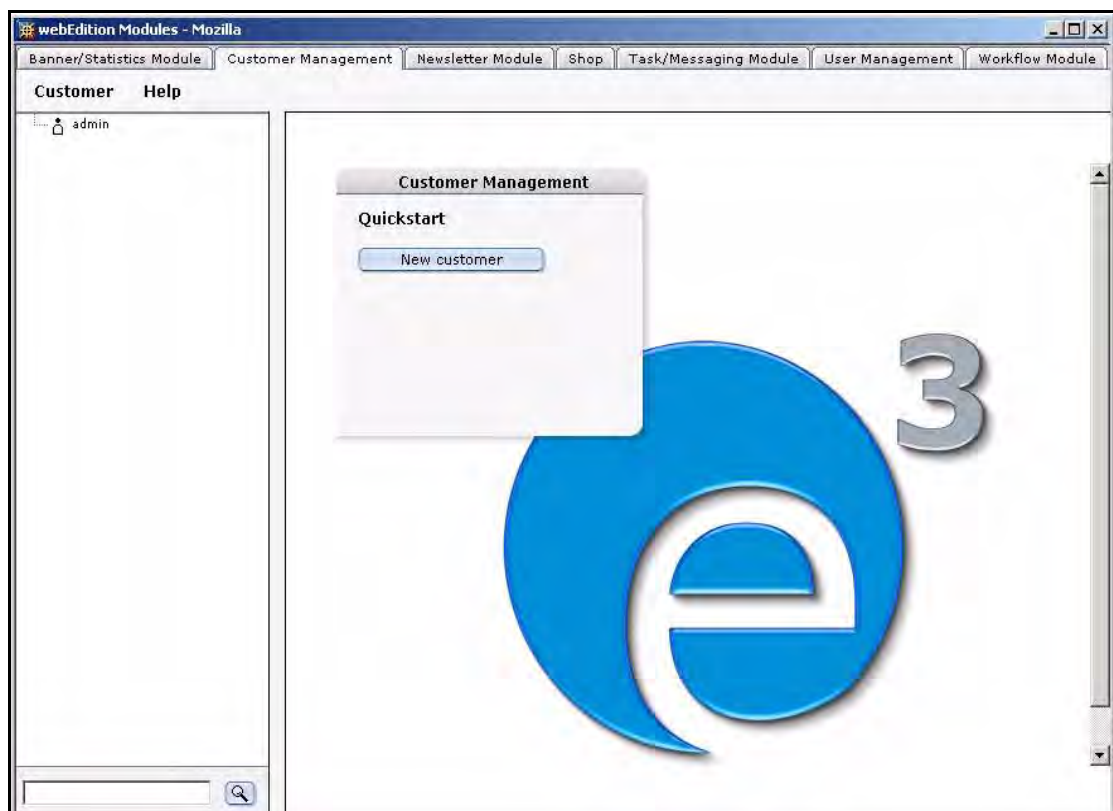 webEdition Modules - Mozilla
Banner/Statistics Module Customer Management Newsletter Module Shop Task/Messaging Module User Management Workflow Module
Customer Help
admin
Customer Management
Quickstart
New customer
e 3